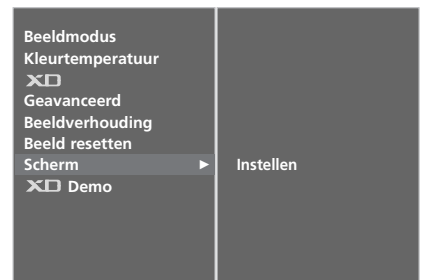 Beeldmodus
Kleurtemperatuur
XD
Geavanceerd
Beeldverhouding
Beeld resetten
Scherm ► Instellen
XD Demo